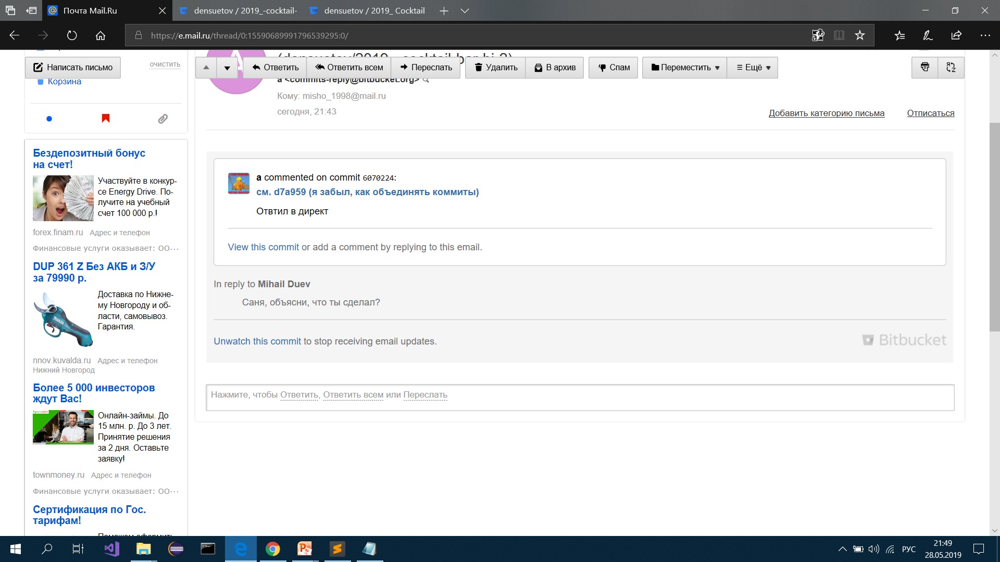 Почта Mail.Ru
densuetov / 2019_-cocktail-
densuetov / 2019_ Cocktail
https://e.mail.ru/thread/0:15590689991796539295:0/
Написать письмо
очистить
Корзина
Ответить
Ответить всем
Переслать
Удалить
В архив
Спам
Переместить
Ещё
a <commits-reply@bitbucket.org>
Кому: misho_1998@mail.ru
сегодня, 21:43
Добавить категорию письма
Отписаться
Бездепозитный бонус
на счет!
Участвуйте в конкур-
се Energy Drive. По-
лучите на учебный
счет 100 000 р.!
forex.finam.ru Адрес и телефон
Финансовые услуги оказывает: ОО···
DUP 361 Z Без АКБ и З/У
за 79990 р.
Доставка по Нижне-
му Новгороду и об-
ласти, самовывоз.
Гарантия.
nnov.kuvalda.ru Адрес и телефон
Нижний Новгород
Более 5 000 инвесторов
ждут Вас!
Онлайн-займы. До
15 млн. р. До 3 лет.
Принятие решения
за 2 дня. Оставьте
заявку!
townmoney.ru Адрес и телефон
Финансовые услуги оказывает: ОО···
Сертификация по Гос.
тарифам!
a commented on commit 6070224:
см. d7a959 (я забыл, как объединять коммиты)
Отвтил в директ
View this commit or add a comment by replying to this email.
In reply to Mihail Duev
Саня, объясни, что ты сделал?
Unwatch this commit to stop receiving email updates.
Bitbucket
Нажмите, чтобы Ответить, Ответить всем или Переслать
РУС
21:49
28.05.2019